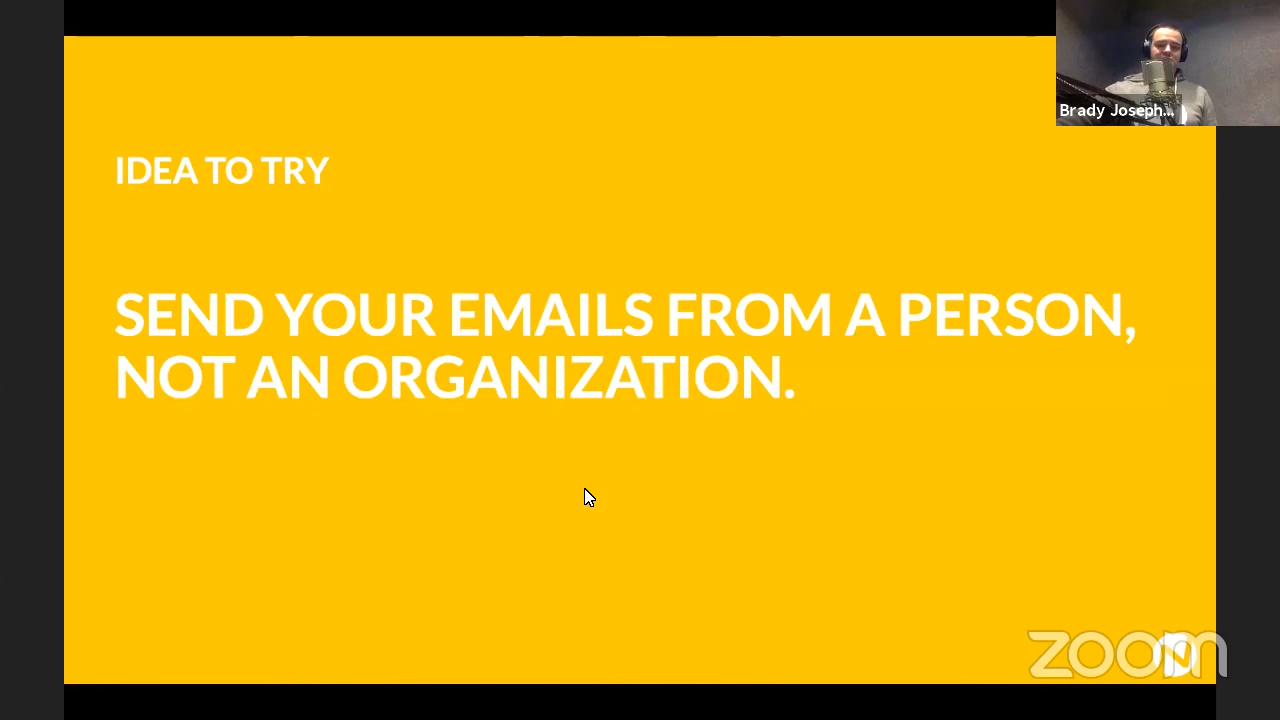 Brady Joseph...
IDEA TO TRY
SEND YOUR EMAILS FROM A PERSON,
NOT AN ORGANIZATION.
zoom
N